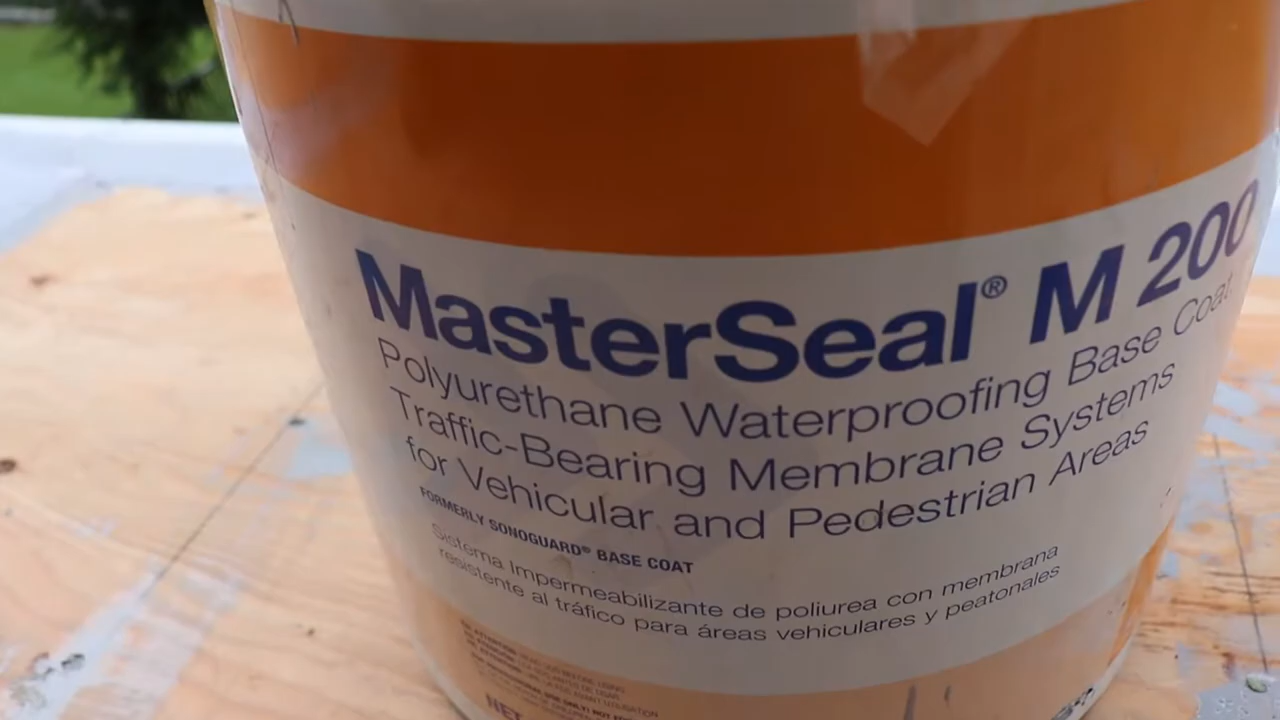 MasterSeal® M 200
Polyurethane Waterproofing Base Coat
Traffic-Bearing Membrane Systems
for Vehicular and Pedestrian Areas
FORMERLY SONOGUARD® BASE COAT
Sistema impermeabilizante de poliurea con membrana
resistente al tráfico para áreas vehiculares y peatonales
NET